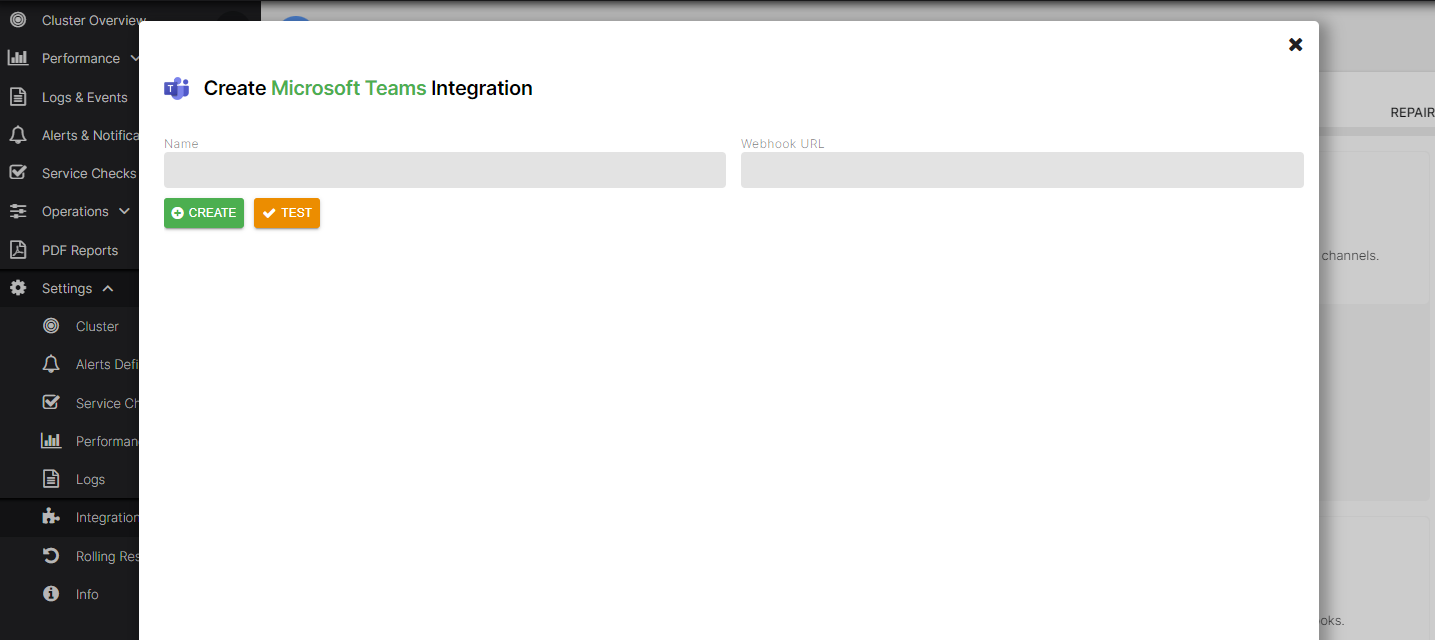 Cluster Overview
Performance
Logs & Events
Alerts & Notifica
Service Checks
Operations
PDF Reports
Settings
Cluster
Alerts Defi
Service Ch
Performan
Logs
Integration
Rolling Res
Info
Create Microsoft Teams Integration
Name
Webhook URL
CREATE
TEST
REPAIR
channels.
oks.